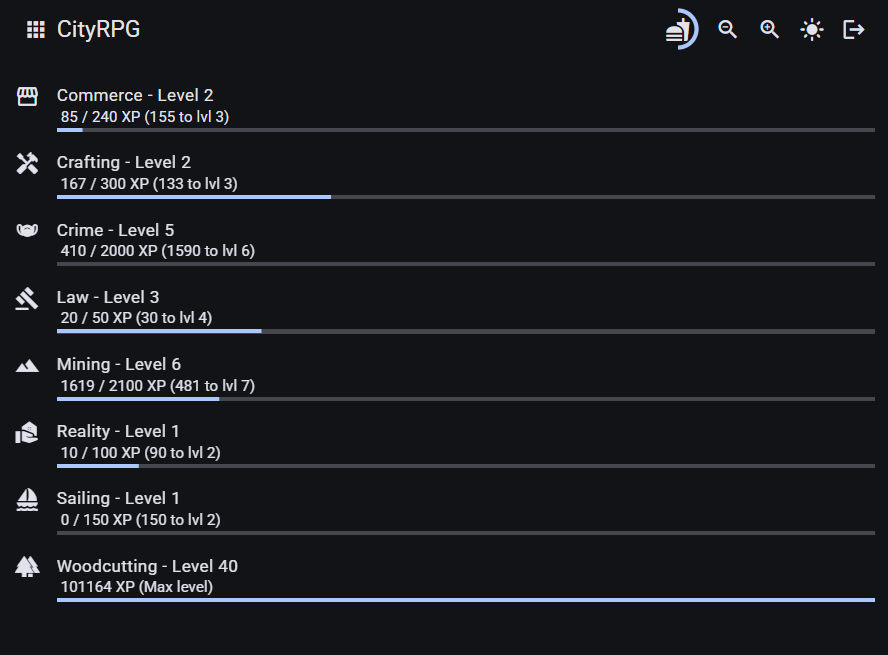 CityRPG
Commerce - Level 2
85 / 240 XP (155 to lvl 3)
Crafting - Level 2
167 / 300 XP (133 to lvl 3)
Crime - Level 5
410 / 2000 XP (1590 to lvl 6)
Law - Level 3
20 / 50 XP (30 to lvl 4)
Mining - Level 6
1619 / 2100 XP (481 to lvl 7)
Reality - Level 1
10 / 100 XP (90 to lvl 2)
Sailing - Level 1
0 / 150 XP (150 to lvl 2)
Woodcutting - Level 40
101164 XP (Max level)